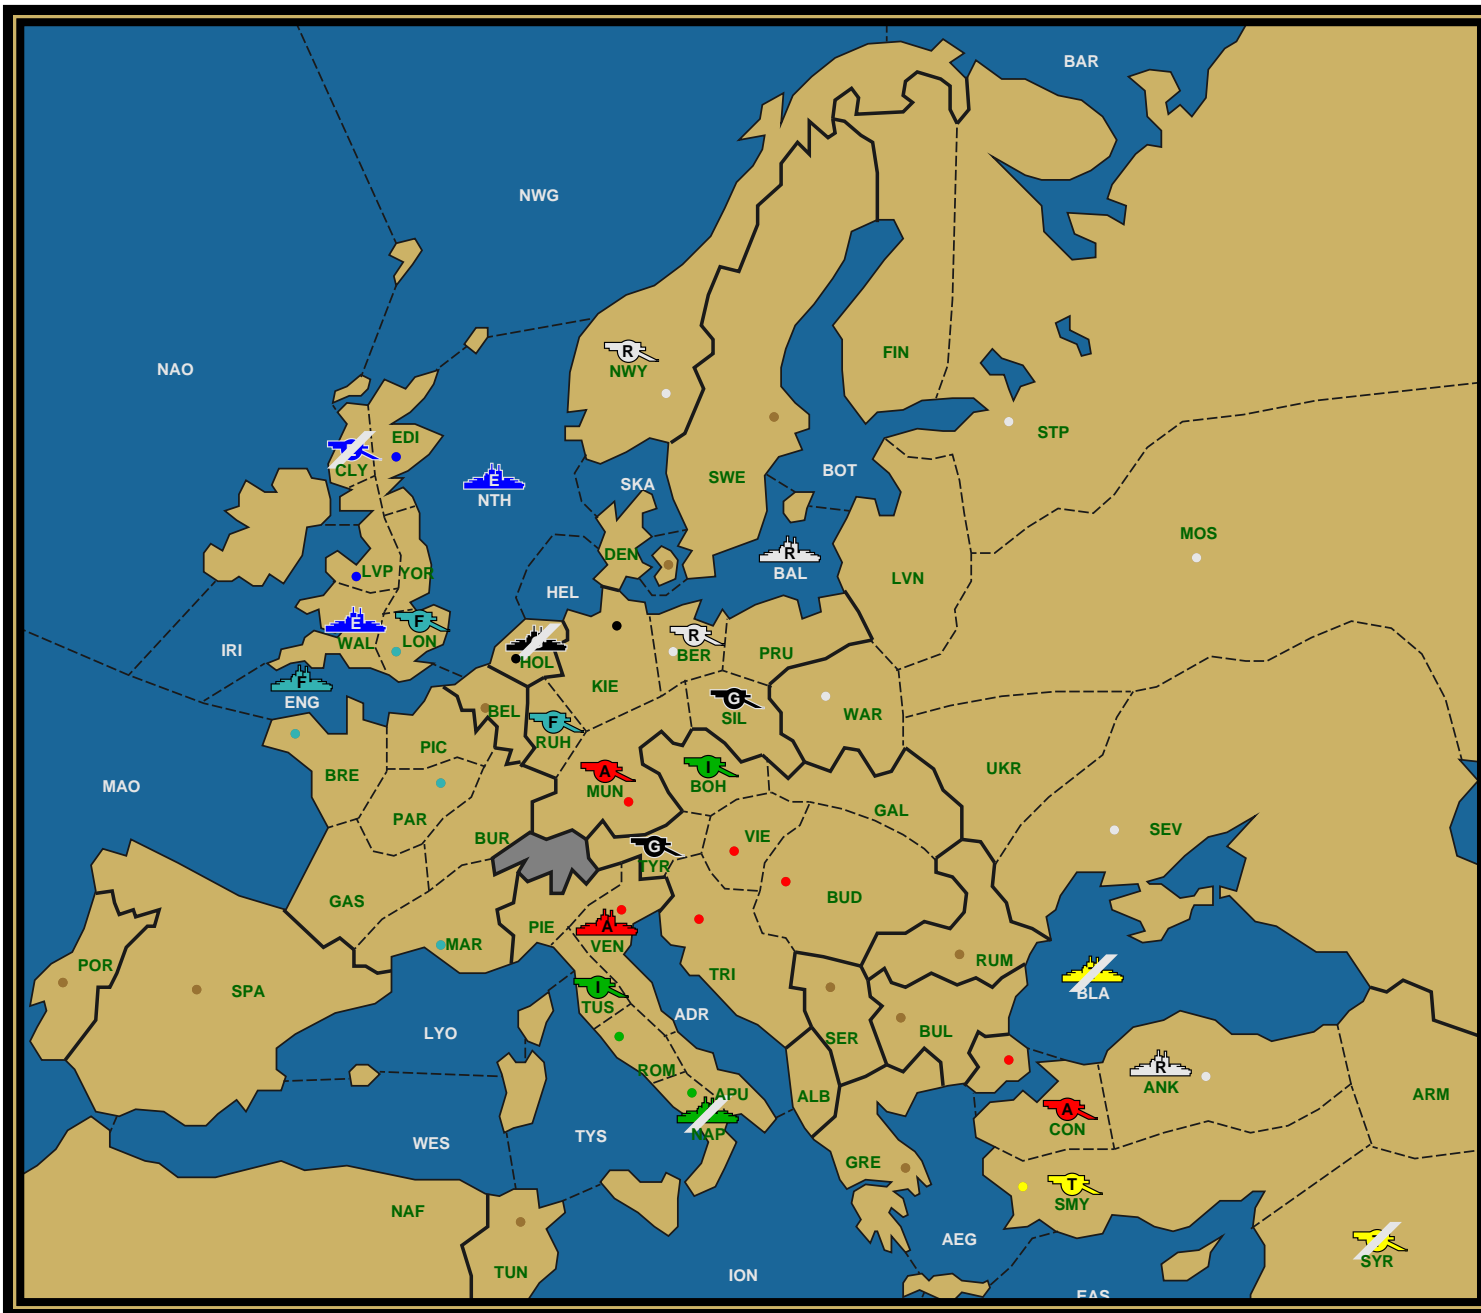 BAR
NWG
NAO
R
NWY
FIN
STP
EDI
CLY
E
NTH
SKA
SWE
BOT
MOS
DEN
R
BAL
LVN
LVP
YOR
HEL
E
WAL
F
LON
IRI
HOL
R
BER
PRU
KIE
F
ENG
BEL
G
SIL
WAR
F
RUH
PIC
BRE
MAO
A
MUN
I
BOH
UKR
GAL
PAR
BUR
VIE
SEV
G
TYR
GAS
BUD
A
VEN
PIE
MAR
POR
SPA
TRI
RUM
I
TUS
BLA
ADR
LYO
SER
BUL
ROM
R
ANK
APU
ALB
ARM
A
CON
NAP
TYS
WES
GRE
T
SMY
NAF
AEG
SYR
TUN
ION
EAS